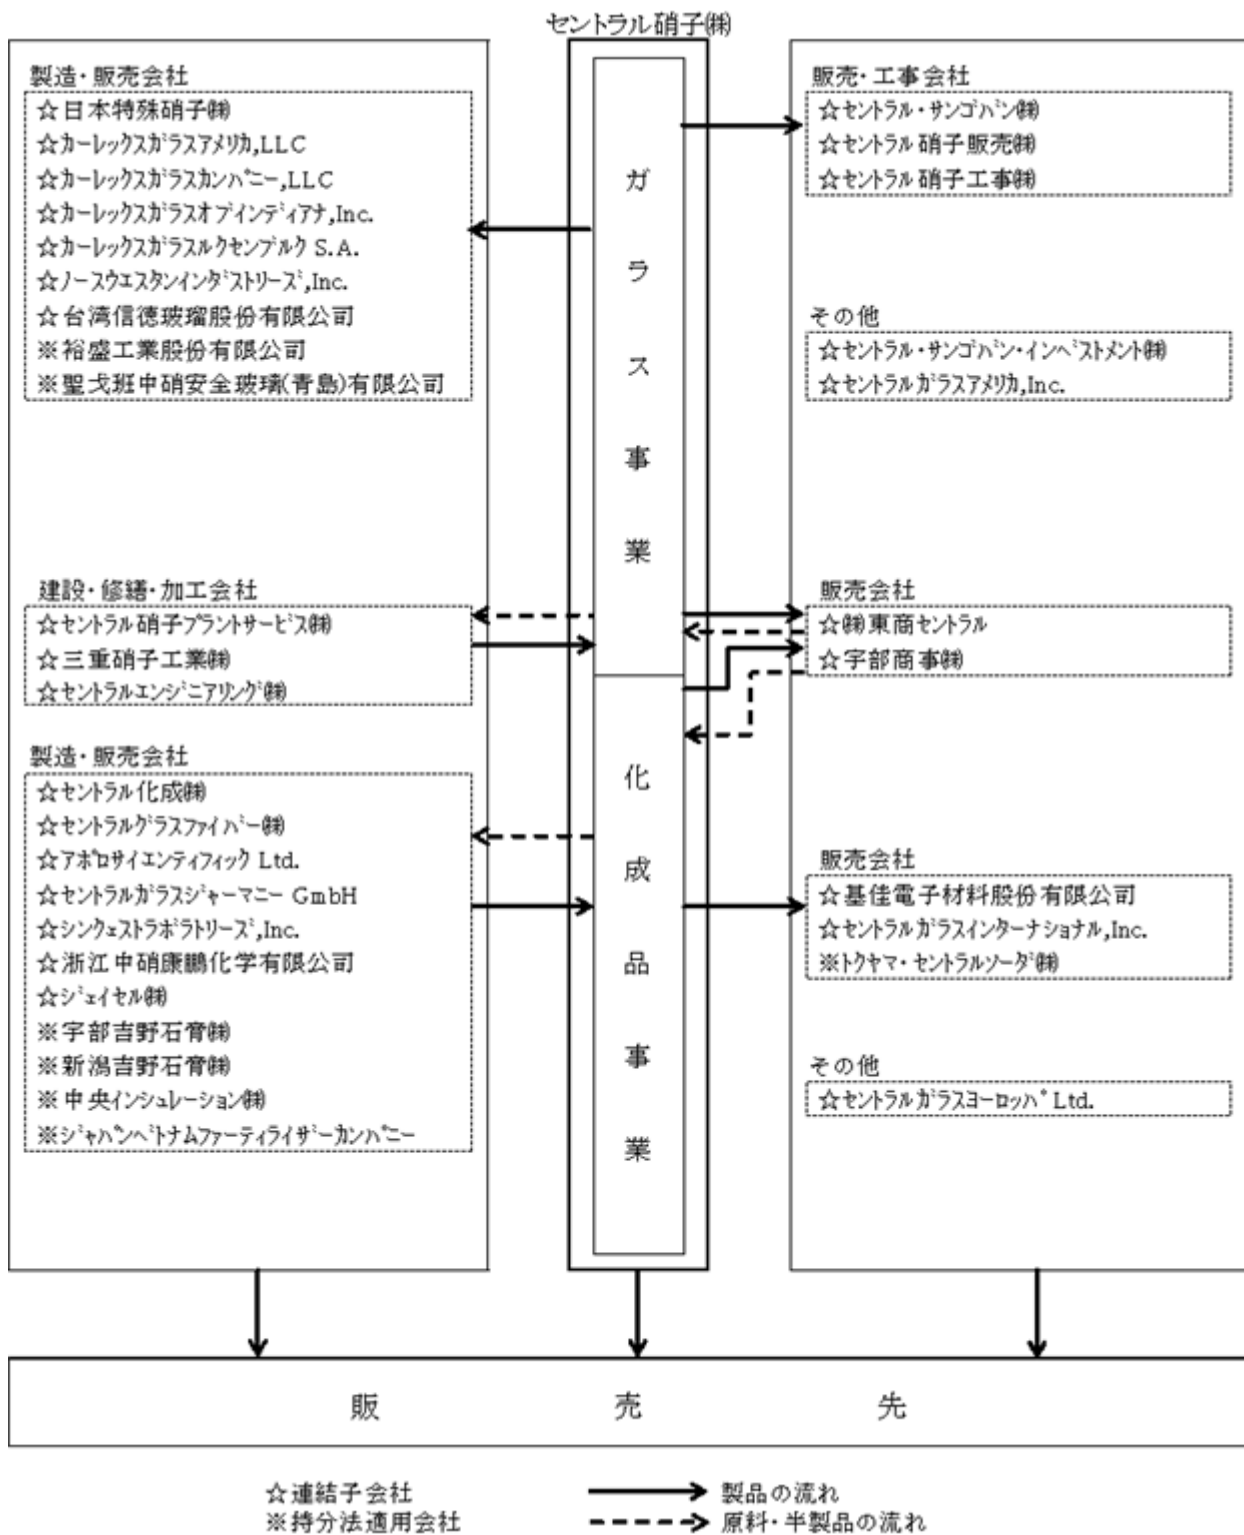 セントラル硝子㈱
製造・販売会社
☆日本特殊硝子㈱
☆ｶｰﾚｯｸｽｶﾞﾗｽｱﾒﾘｶ,LLC
☆ｶｰﾚｯｸｽｶﾞﾗｽｶﾝﾊﾟﾆｰ,LLC
☆ｶｰﾚｯｸｽｶﾞﾗｽｵﾌﾞｲﾝﾃﾞｨｱﾅ,Inc.
☆ｶｰﾚｯｸｽｶﾞﾗｽﾙｸｾﾝﾌﾞﾙｸ S.A.
☆ﾉｰｽｳｴｽﾀﾝｲﾝﾀﾞｽﾄﾘｰｽﾞ,Inc.
☆台湾信徳玻瑠股份有限公司
※裕盛工業股份有限公司
※聖戈班中硝安全玻璃(青島)有限公司
建設・修繕・加工会社
☆ｾﾝﾄﾗﾙ硝子ﾌﾟﾗﾝﾄｻｰﾋﾞｽ㈱
☆三重硝子工業㈱
☆ｾﾝﾄﾗﾙｴﾝｼﾞﾆｱﾘﾝｸﾞ㈱
製造・販売会社
☆ｾﾝﾄﾗﾙ化成㈱
☆ｾﾝﾄﾗﾙｸﾞﾗｽﾌｧｲﾊﾞｰ㈱
☆ｱﾎﾟﾛｻｲｴﾝﾃｨﾌｨｯｸ Ltd.
☆ｾﾝﾄﾗﾙｶﾞﾗｽｼﾞｬｰﾏﾆｰ GmbH
☆ｼﾝｸｪｽﾄﾗﾎﾞﾗﾄﾘｰｽﾞ,Inc.
☆浙江中硝康鵬化学有限公司
☆ｼﾞｪｲｾﾙ㈱
※宇部吉野石膏㈱
※新潟吉野石膏㈱
※中央ｲﾝｼｭﾚｰｼｮﾝ㈱
※ｼﾞｬﾊﾟﾝﾍﾞﾄﾅﾑﾌｧｰﾃｨﾗｲｻﾞｰｶﾝﾊﾟﾆｰ
ガラス事業
化成品事業
販売・工事会社
☆ｾﾝﾄﾗﾙ・ｻﾝｺﾞﾊﾞﾝ㈱
☆ｾﾝﾄﾗﾙ硝子販売㈱
☆ｾﾝﾄﾗﾙ硝子工事㈱
その他
☆ｾﾝﾄﾗﾙ・ｻﾝｺﾞﾊﾞﾝ・ｲﾝﾍﾞｽﾄﾒﾝﾄ㈱
☆ｾﾝﾄﾗﾙｶﾞﾗｽｱﾒﾘｶ,Inc.
販売会社
☆㈱東商ｾﾝﾄﾗﾙ
☆宇部商事㈱
販売会社
☆基佳電子材料股份有限公司
☆ｾﾝﾄﾗﾙｶﾞﾗｽｲﾝﾀｰﾅｼｮﾅﾙ,Inc.
※ﾄｸﾔﾏ・ｾﾝﾄﾗﾙｿｰﾀﾞ㈱
その他
☆ｾﾝﾄﾗﾙｶﾞﾗｽﾖｰﾛｯﾊﾟ Ltd.
販売先
☆連結子会社
※持分法適用会社
製品の流れ
原料・半製品の流れ